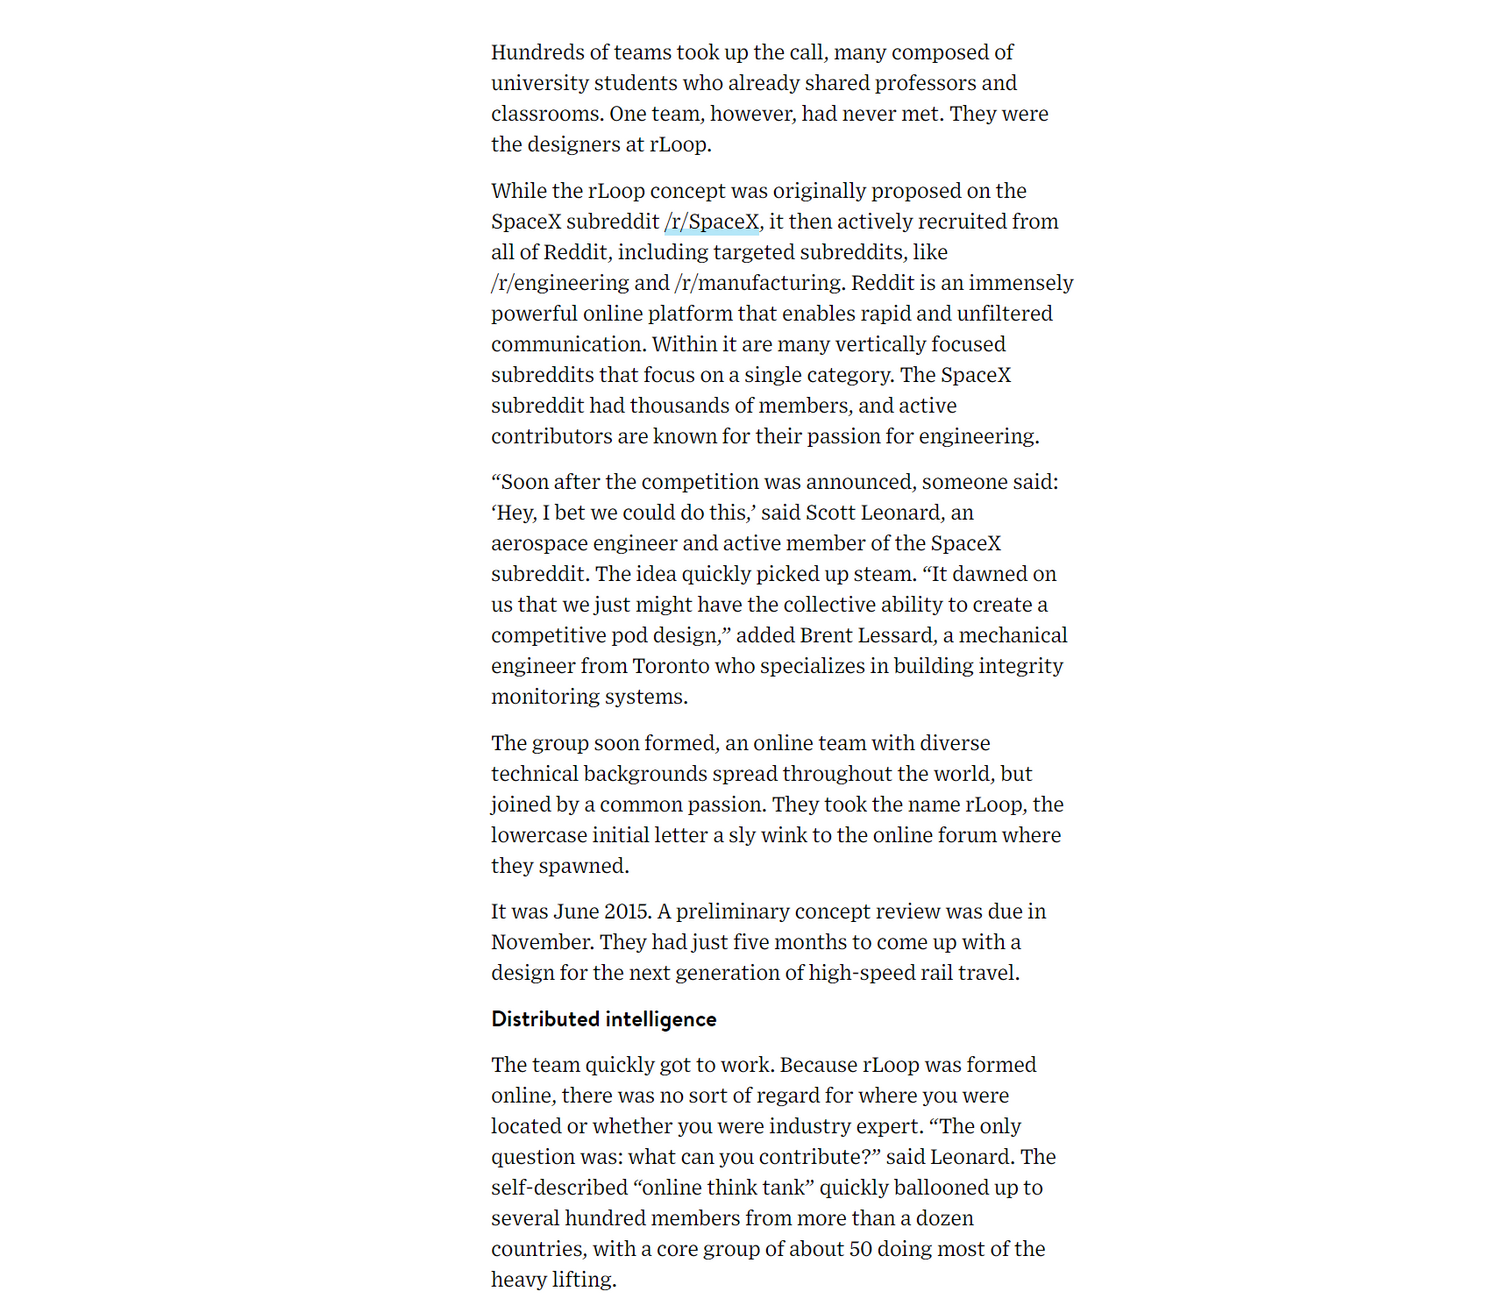 Hundreds of teams took up the call, many composed of
university students who already shared professors and
classrooms. One team, however, had never met. They were
the designers at rLoop.
While the rLoop concept was originally proposed on the
SpaceX subreddit /r/SpaceX, it then actively recruited from
all of Reddit, including targeted subreddits, like
/r/engineering and /r/manufacturing. Reddit is an immensely
powerful online platform that enables rapid and unfiltered
communication. Within it are many vertically focused
subreddits that focus on a single category. The SpaceX
subreddit had thousands of members, and active
contributors are known for their passion for engineering.
“Soon after the competition was announced, someone said:
‘Hey, I bet we could do this,’ said Scott Leonard, an
aerospace engineer and active member of the SpaceX
subreddit. The idea quickly picked up steam. “It dawned on
us that we just might have the collective ability to create a
competitive pod design,” added Brent Lessard, a mechanical
engineer from Toronto who specializes in building integrity
monitoring systems.
The group soon formed, an online team with diverse
technical backgrounds spread throughout the world, but
joined by a common passion. They took the name rLoop, the
lowercase initial letter a sly wink to the online forum where
they spawned.
It was June 2015. A preliminary concept review was due in
November. They had just five months to come up with a
design for the next generation of high-speed rail travel.
Distributed intelligence
The team quickly got to work. Because rLoop was formed
online, there was no sort of regard for where you were
located or whether you were industry expert. “The only
question was: what can you contribute?” said Leonard. The
self-described “online think tank” quickly ballooned up to
several hundred members from more than a dozen
countries, with a core group of about 50 doing most of the
heavy lifting.